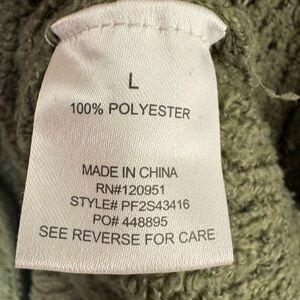 L
100% POLYESTER
MADE IN CHINA
RN#120951
STYLE# PF2S43416
PO# 448895
SEE REVERSE FOR CARE